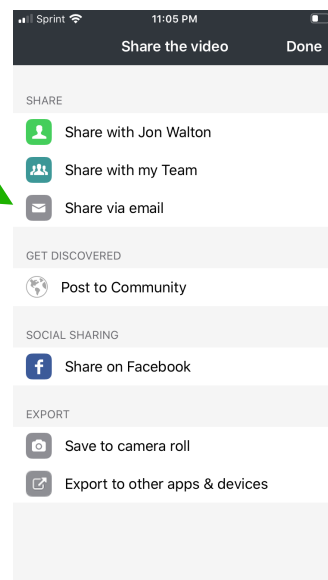 Sprint 11:05 PM
Share the video Done
SHARE
Share with Jon Walton
Share with my Team
Share via email
GET DISCOVERED
Post to Community
SOCIAL SHARING
f Share on Facebook
EXPORT
Save to camera roll
Export to other apps & devices